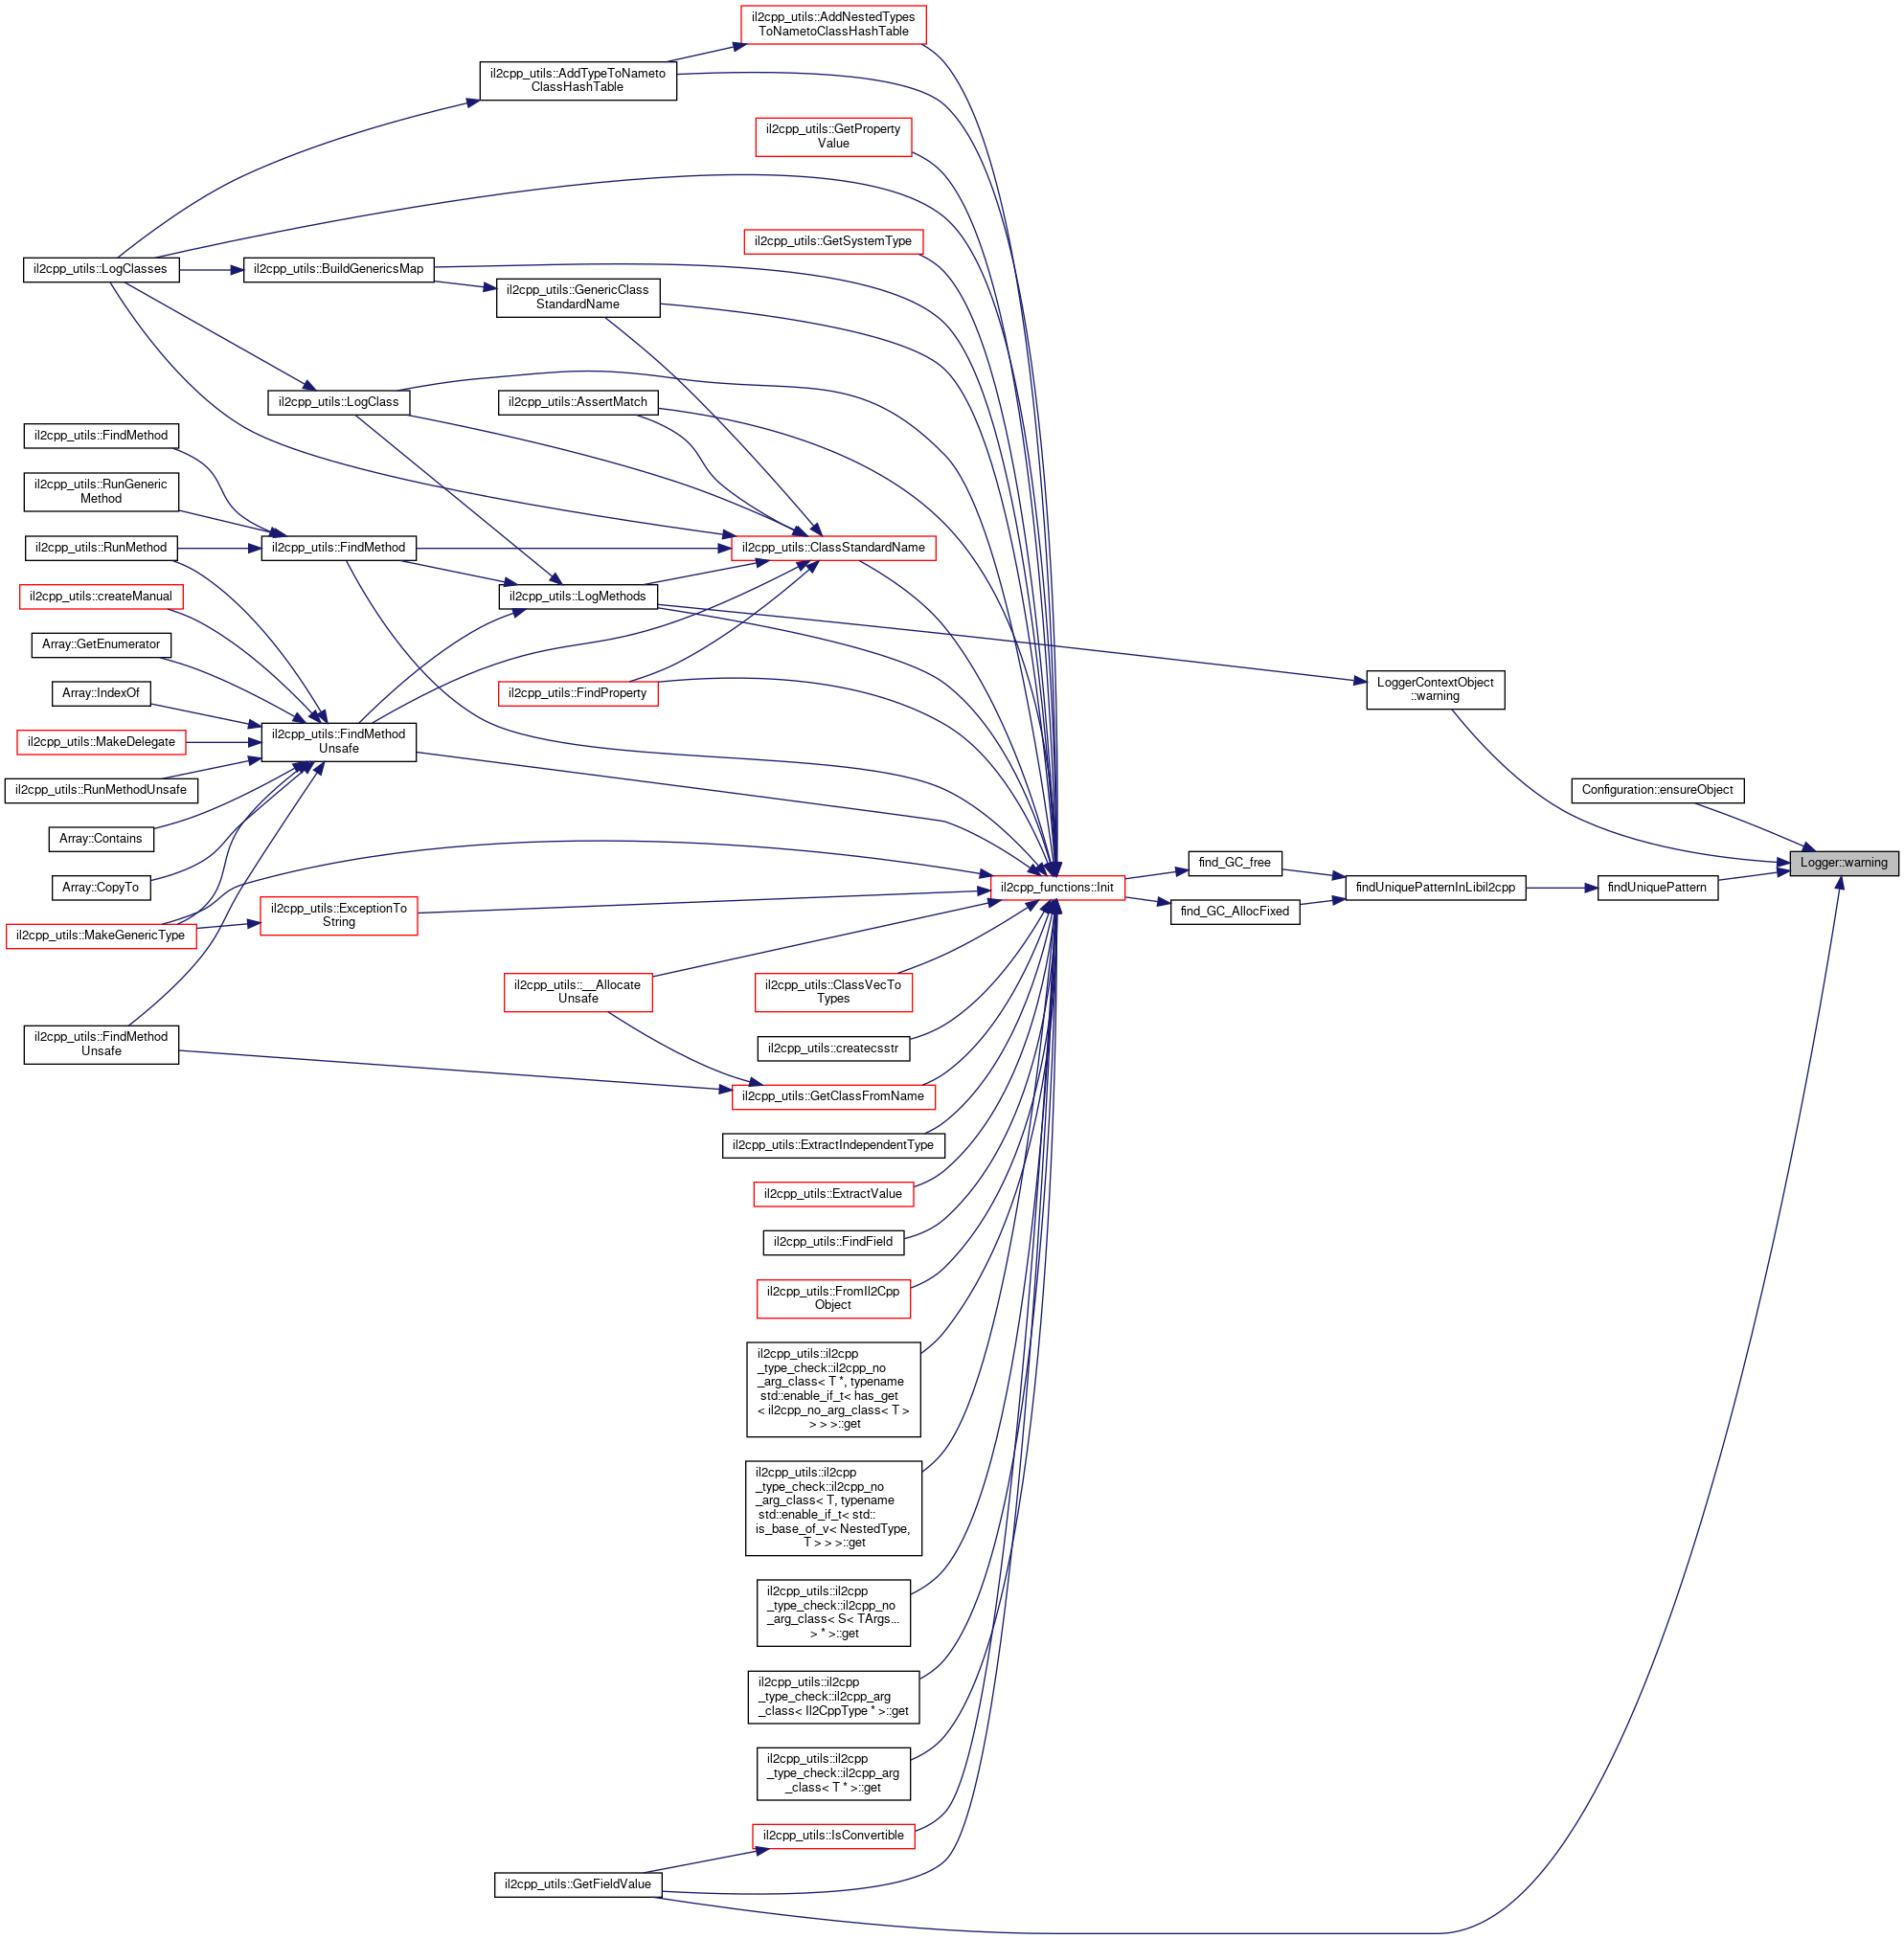 il2cpp_utils::AddNestedTypes
ToNametoClassHashTable
il2cpp_utils::AddTypeToNameto
ClassHashTable
il2cpp_utils::GetProperty
Value
il2cpp_utils::GetSystemType
il2cpp_utils::LogClasses
il2cpp_utils::BuildGenericsMap
il2cpp_utils::GenericClass
StandardName
il2cpp_utils::LogClass
il2cpp_utils::AssertMatch
il2cpp_utils::FindMethod
il2cpp_utils::RunGeneric
Method
il2cpp_utils::RunMethod
il2cpp_utils::FindMethod
il2cpp_utils::ClassStandardName
il2cpp_utils::createManual
il2cpp_utils::LogMethods
Array::GetEnumerator
Array::IndexOf
il2cpp_utils::FindProperty
LoggerContextObject
::warning
il2cpp_utils::MakeDelegate
il2cpp_utils::FindMethod
Unsafe
il2cpp_utils::RunMethodUnsafe
Configuration::ensureObject
Array::Contains
Array::CopyTo
find_GC_free
Logger::warning
il2cpp_functions::Init
findUniquePatternInLibil2cpp
findUniquePattern
find_GC_AllocFixed
il2cpp_utils::MakeGenericType
il2cpp_utils::ExceptionTo
String
il2cpp_utils::__Allocate
Unsafe
il2cpp_utils::ClassVecTo
Types
il2cpp_utils::FindMethod
Unsafe
il2cpp_utils::createcsstr
il2cpp_utils::GetClassFromName
il2cpp_utils::ExtractIndependentType
il2cpp_utils::ExtractValue
il2cpp_utils::FindField
il2cpp_utils::FromIl2Cpp
Object
il2cpp_utils::il2cpp
_type_check::il2cpp_no
_arg_class< T *, typename
std::enable_if_t< has_get
< il2cpp_no_arg_class< T >
> > >::get
il2cpp_utils::il2cpp
_type_check::il2cpp_no
_arg_class< T, typename
std::enable_if_t< std::
is_base_of_v< NestedType,
T > > >::get
il2cpp_utils::il2cpp
_type_check::il2cpp_no
_arg_class< S< TArgs...
> * >::get
il2cpp_utils::il2cpp
_type_check::il2cpp_arg
_class< Il2CppType * >::get
il2cpp_utils::il2cpp
_type_check::il2cpp_arg
_class< T * >::get
il2cpp_utils::IsConvertible
il2cpp_utils::GetFieldValue